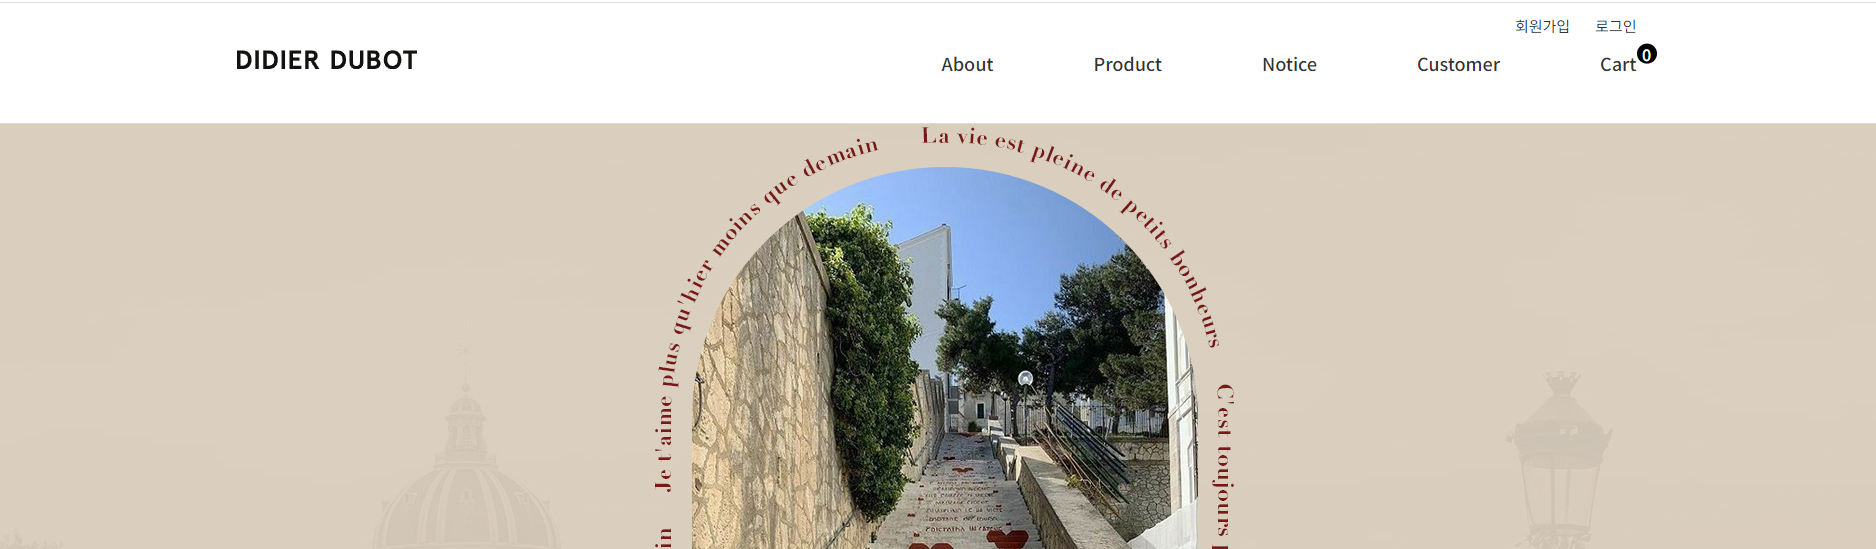 회원가입 로그인
DIDIER DUBOT
About Product Notice Customer Cart 0
La vie est pleine de petits bonheurs
C'est toujours
Je t'aime plus qu'hier moins que demain
in